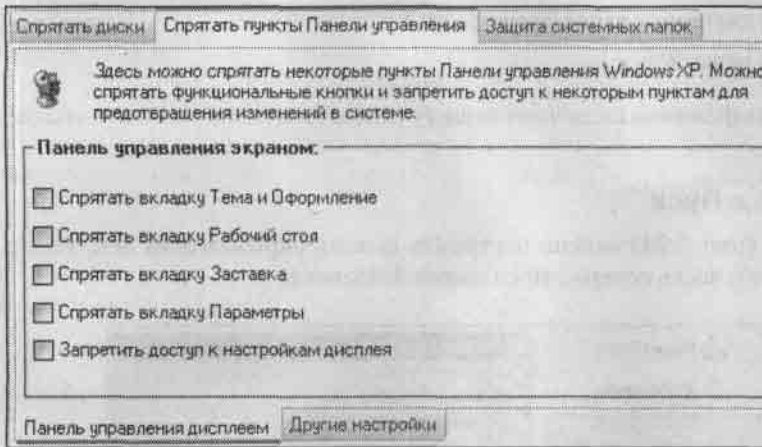 Спрятать диски Спрятать пункты Панели управления Защита системных папок
Здесь можно спрятать некоторые пункты Панели управления Windows XP. Можно
спрятать функциональные кнопки и запретить доступ к некоторым пунктам для
предотвращения изменений в системе.
Панель управления экраном:
Спрятать вкладку Тема и Оформление
Спрятать вкладку Рабочий стол
Спрятать вкладку Заставка
Спрятать вкладку Параметры
Запретить доступ к настройкам дисплея
Панель управления дисплеем Другие настройки